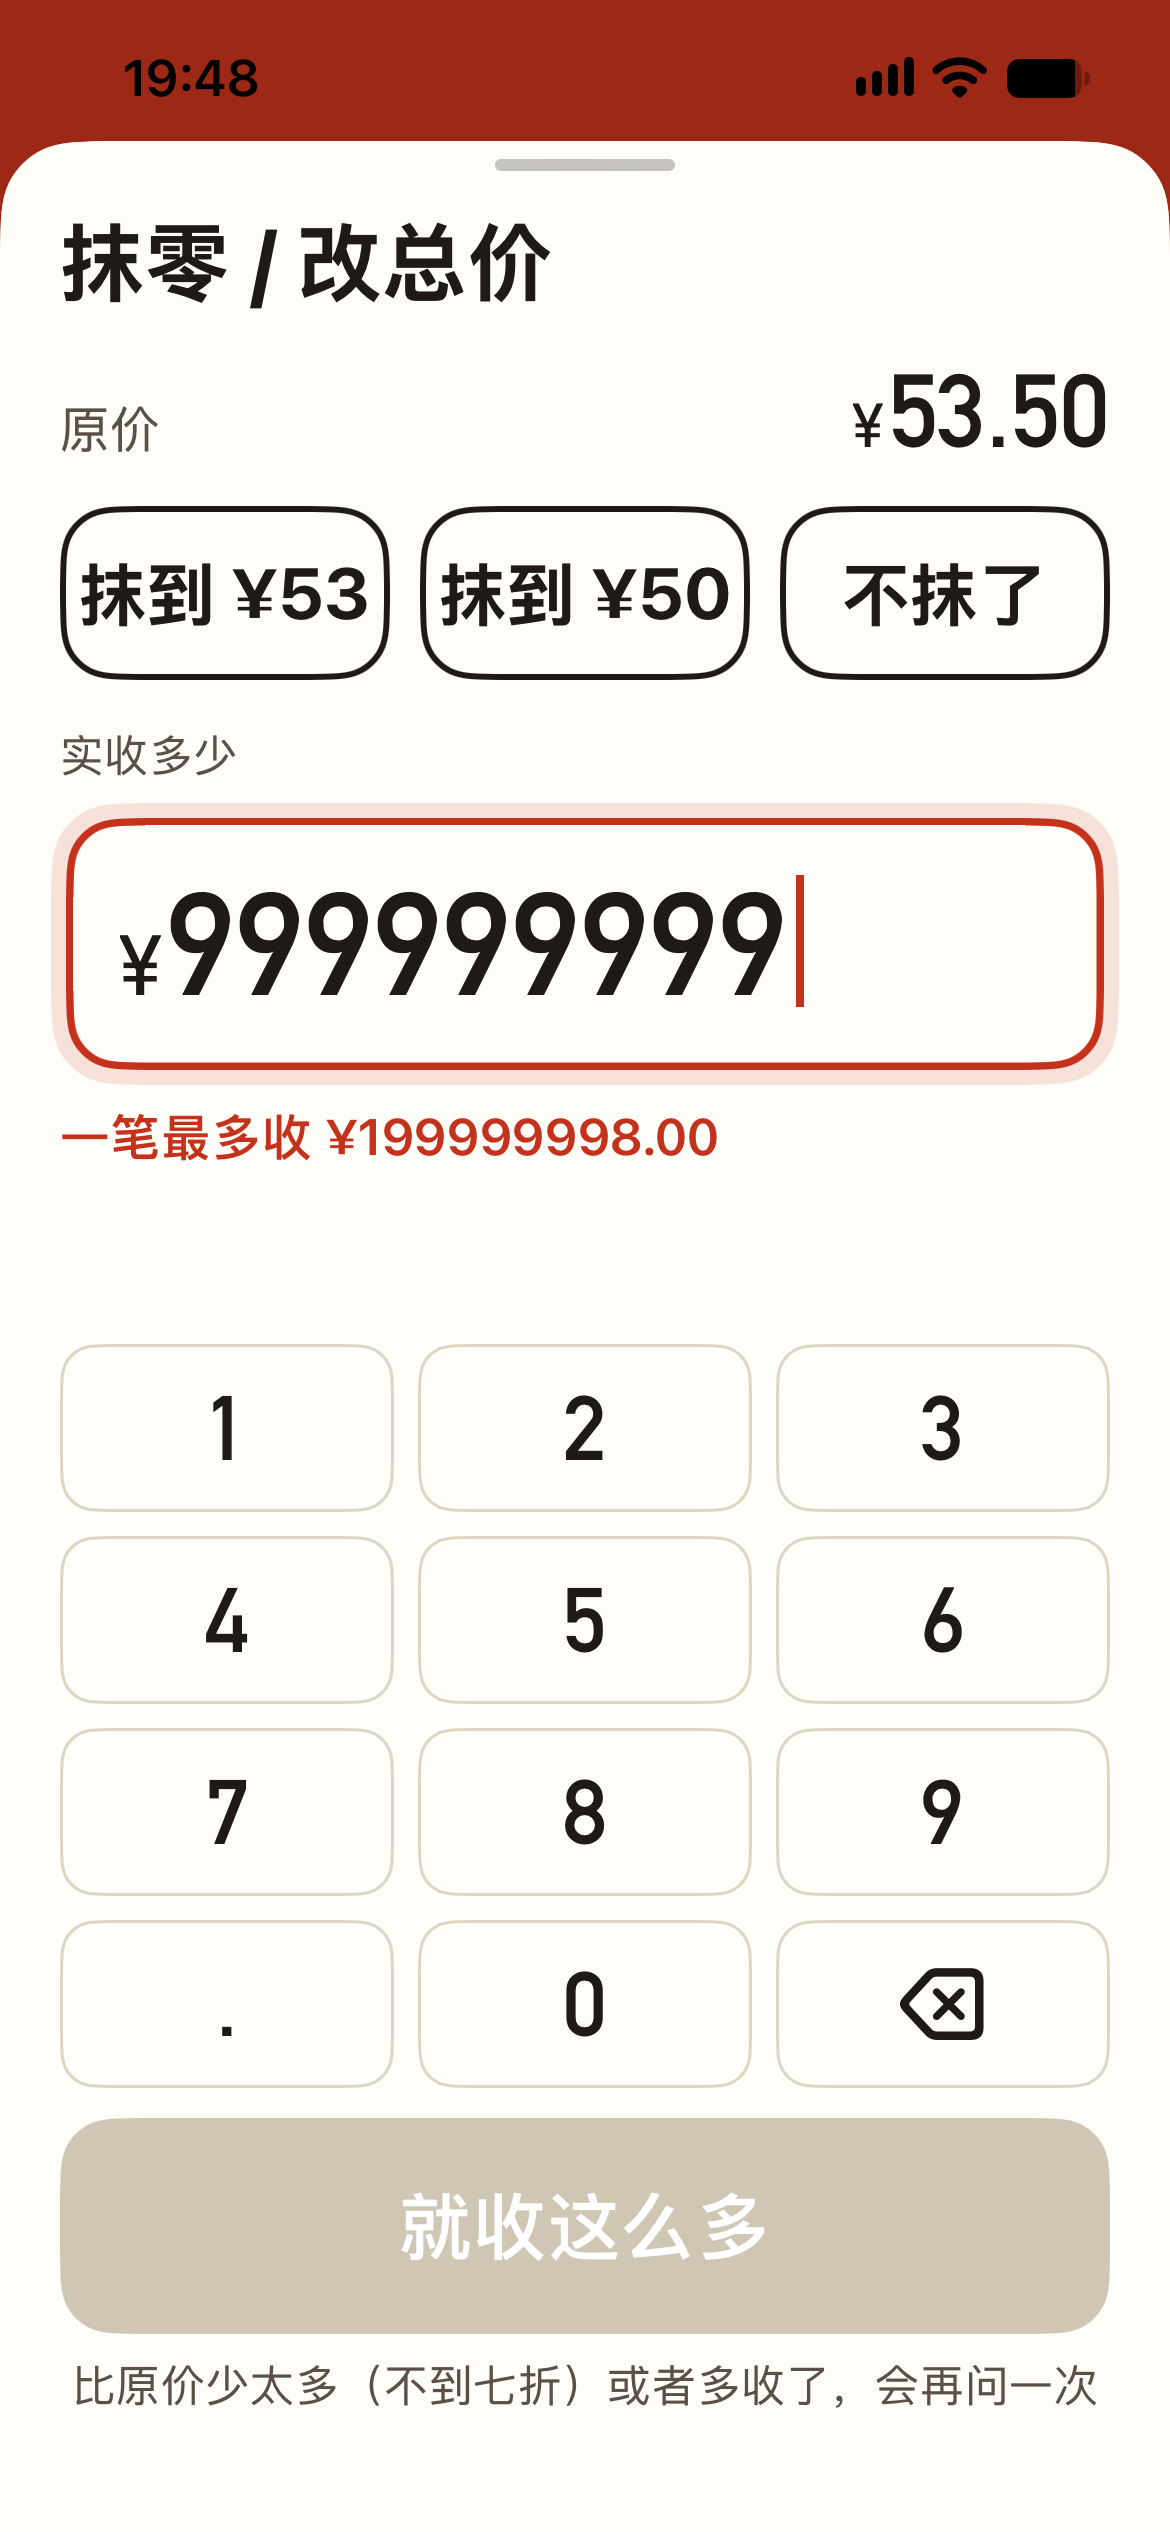 19:48
抹零 / 改总价
原价 ¥53.50
抹到 ¥53 抹到 ¥50 不抹了
实收多少
¥999999999
一笔最多收 ¥199999998.00
1 2 3
4 5 6
7 8 9
. 0
就收这么多
比原价少太多（不到七折）或者多收了，会再问一次